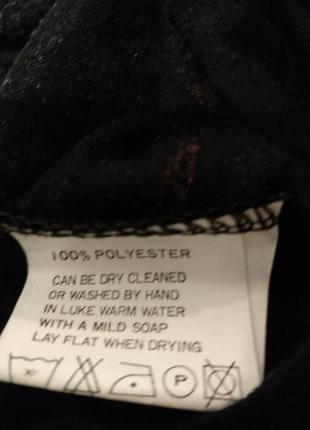 100% POLYESTER
CAN BE DRY CLEANED
OR WASHED BY HAND
IN LUKE WARM WATER
WITH A MILD SOAP
LAY FLAT WHEN DRYING
P